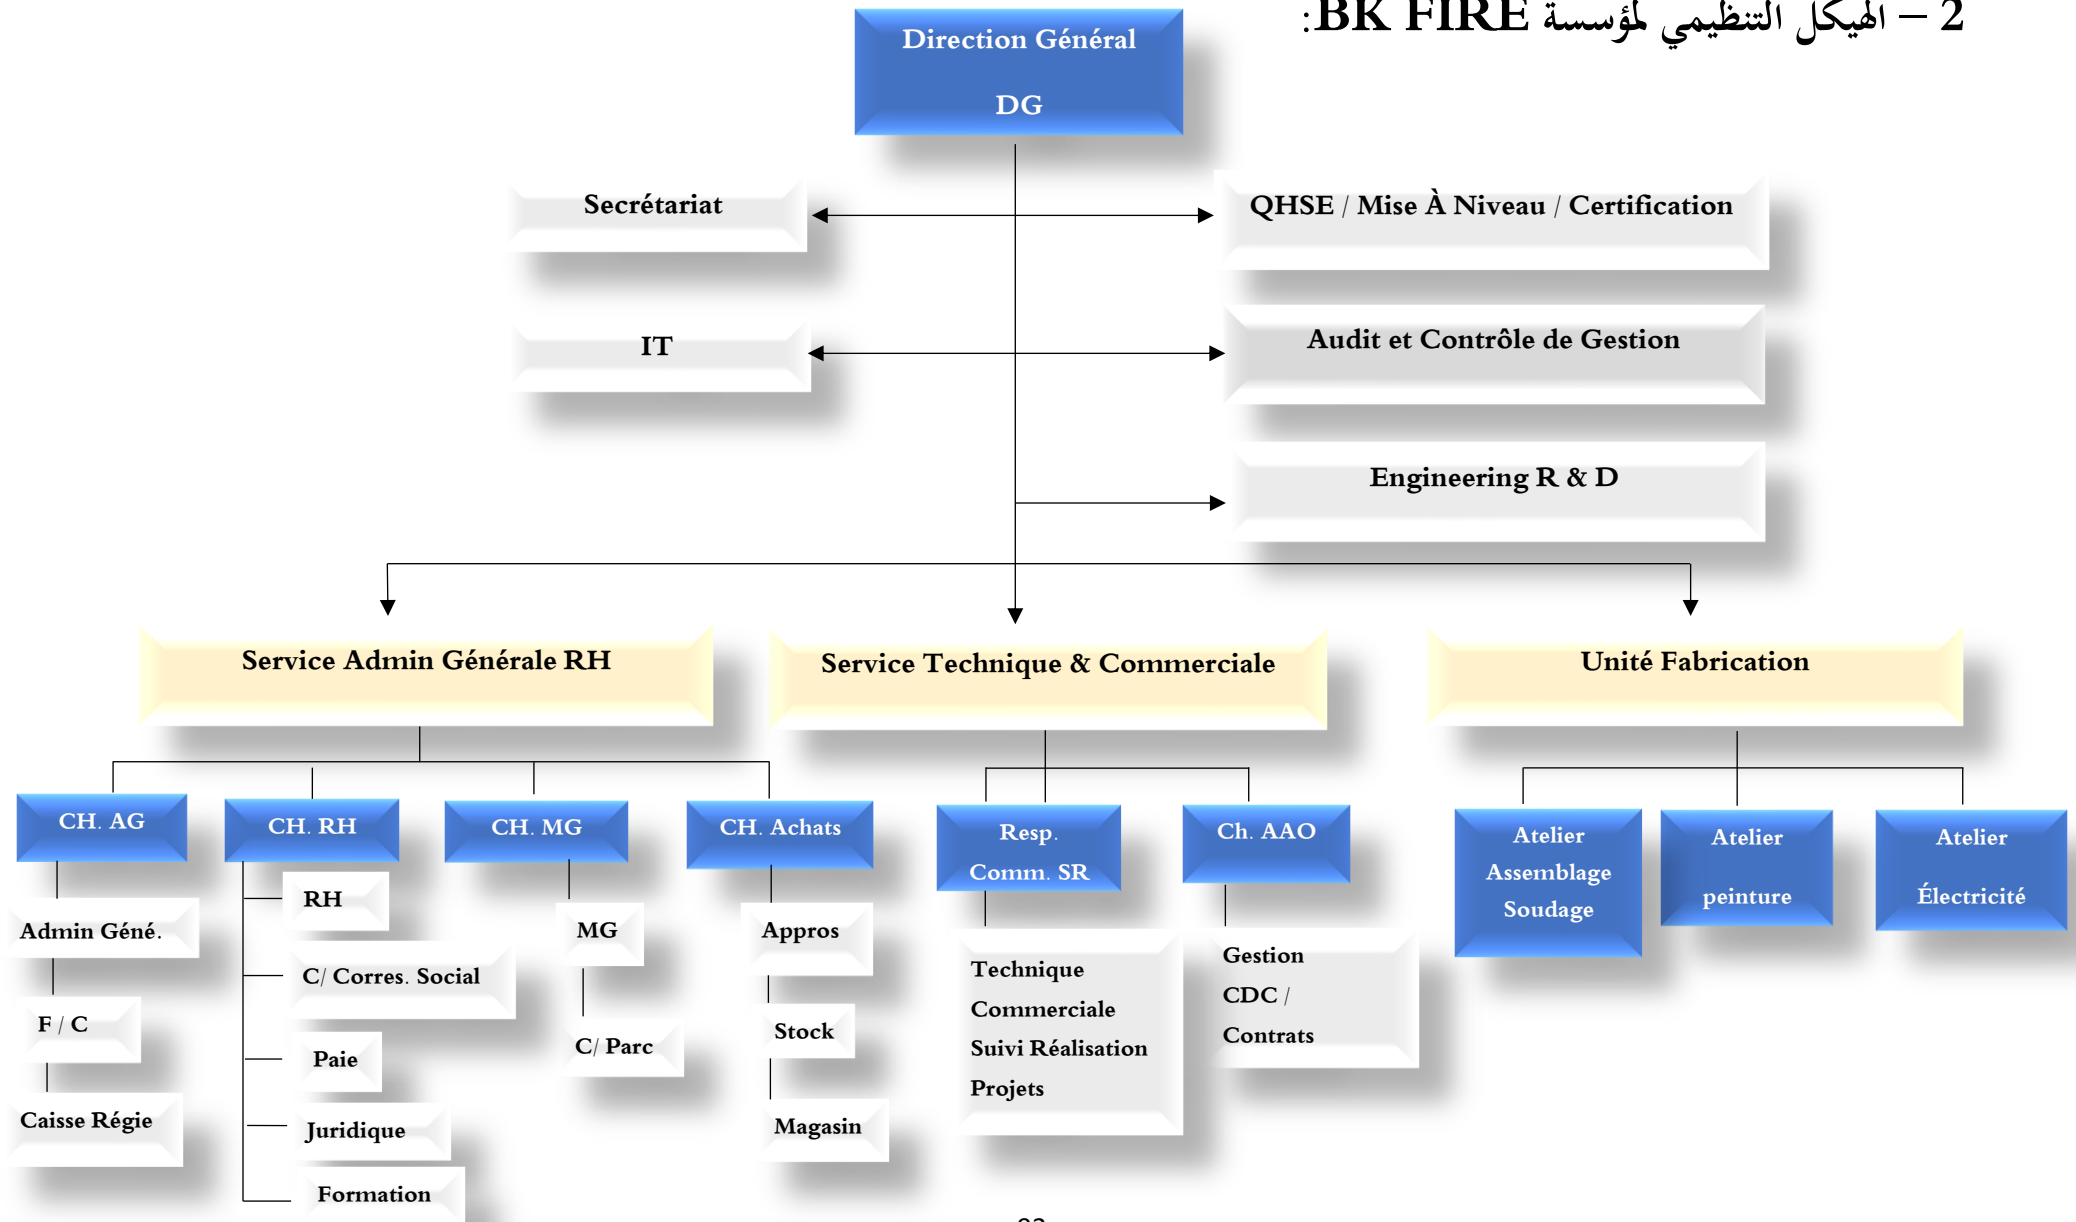 2 – الهيكل التنظيمي لمؤسسة BK FIRE:
Direction Général
DG
Secrétariat
QHSE / Mise À Niveau / Certification
IT
Audit et Contrôle de Gestion
Engineering R & D
Service Admin Générale RH
Service Technique & Commerciale
Unité Fabrication
CH. AG
CH. RH
CH. MG
CH. Achats
Resp.
Comm. SR
Ch. AAO
Atelier
Assemblage
Soudage
Atelier
peinture
Atelier
Électricité
Admin Géné.
F / C
Caisse Régie
RH
C/ Corres. Social
Paie
Juridique
Formation
MG
C/ Parc
Appros
Stock
Magasin
Technique
Commerciale
Suivi Réalisation
Projets
Gestion
CDC /
Contrats